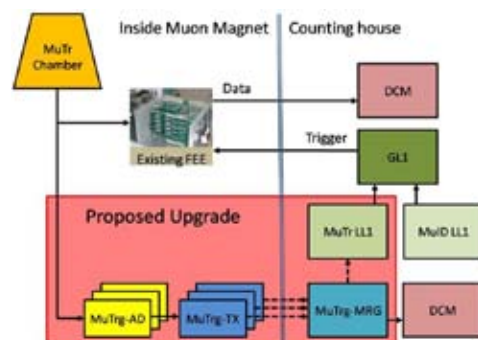 Inside Muon Magnet
Counting house
MuTr
Chamber
Data
DCM
Existing FEE
Trigger
GL1
Proposed Upgrade
MuTr LL1
MuID LL1
MuTrg-AD
MuTrg-TX
MuTrg-MRG
DCM